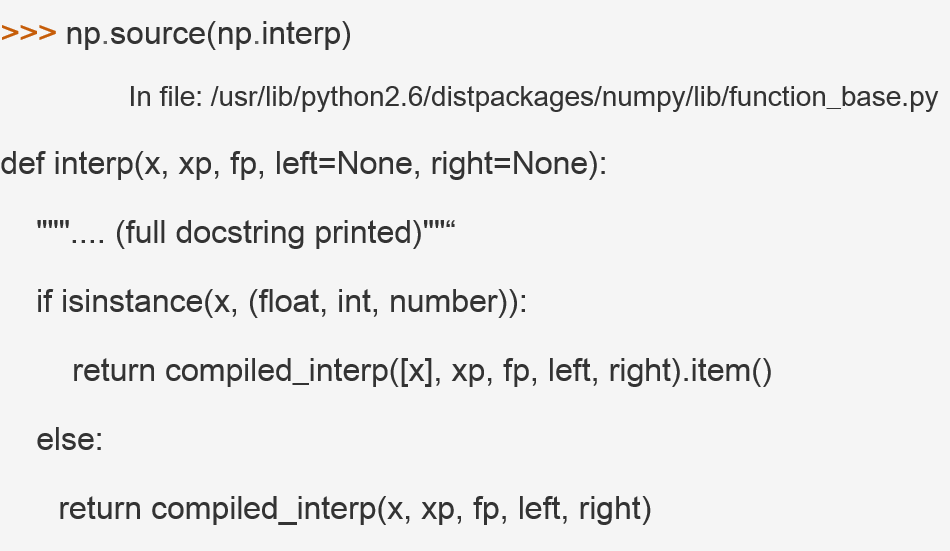 >>> np.source(np.interp)
In file: /usr/lib/python2.6/distpackages/numpy/lib/function_base.py
def interp(x, xp, fp, left=None, right=None):
""".... (full docstring printed)""“
if isinstance(x, (float, int, number)):
return compiled_interp([x], xp, fp, left, right).item()
else:
return compiled_interp(x, xp, fp, left, right)